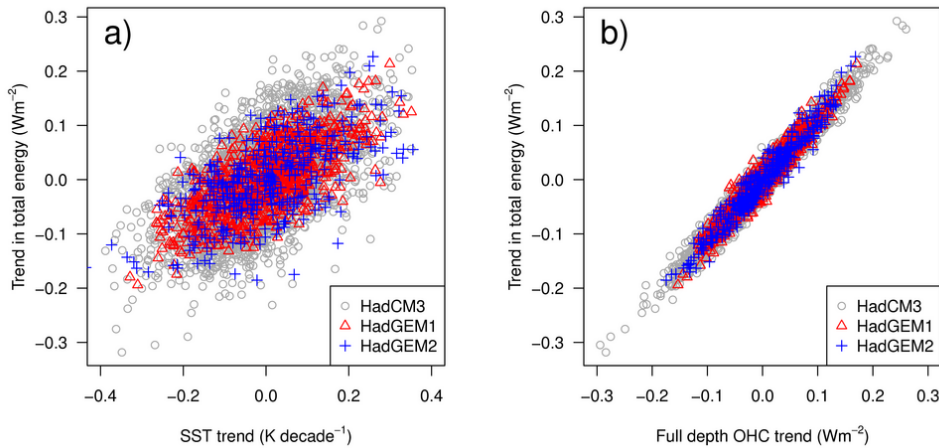 a)
Trend in total energy (Wm⁻²)
0.3
0.2
0.1
0.0
−0.1
−0.2
−0.3
HadCM3
HadGEM1
HadGEM2
−0.4
−0.2
0.0
0.2
0.4
SST trend (K decade⁻¹)
b)
Trend in total energy (Wm⁻²)
0.3
0.2
0.1
0.0
−0.1
−0.2
−0.3
HadCM3
HadGEM1
HadGEM2
−0.3
−0.2
−0.1
0.0
0.1
0.2
0.3
Full depth OHC trend (Wm⁻²)